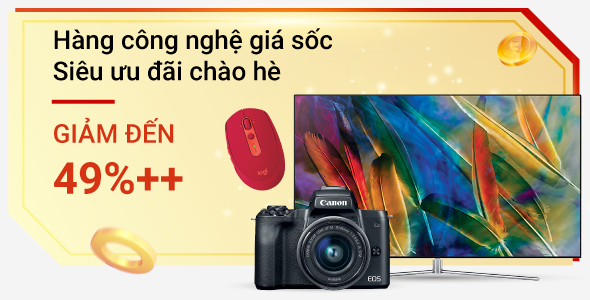 Hàng công nghệ giá sốc
Siêu ưu đãi chào hè
GIẢM ĐẾN
49%++
Canon
EOS